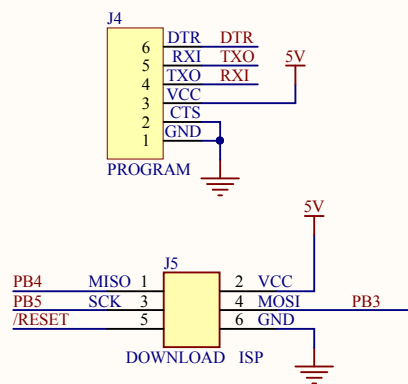 J4
6 DTR DTR
5 RXI TXO
4 TXO RXI
5V
3 VCC
2 CTS
1 GND
PROGRAM
5V
J5
PB4 MISO 1 2 VCC
PB5 SCK 3 4 MOSI PB3
/RESET 5 6 GND
DOWNLOAD ISP